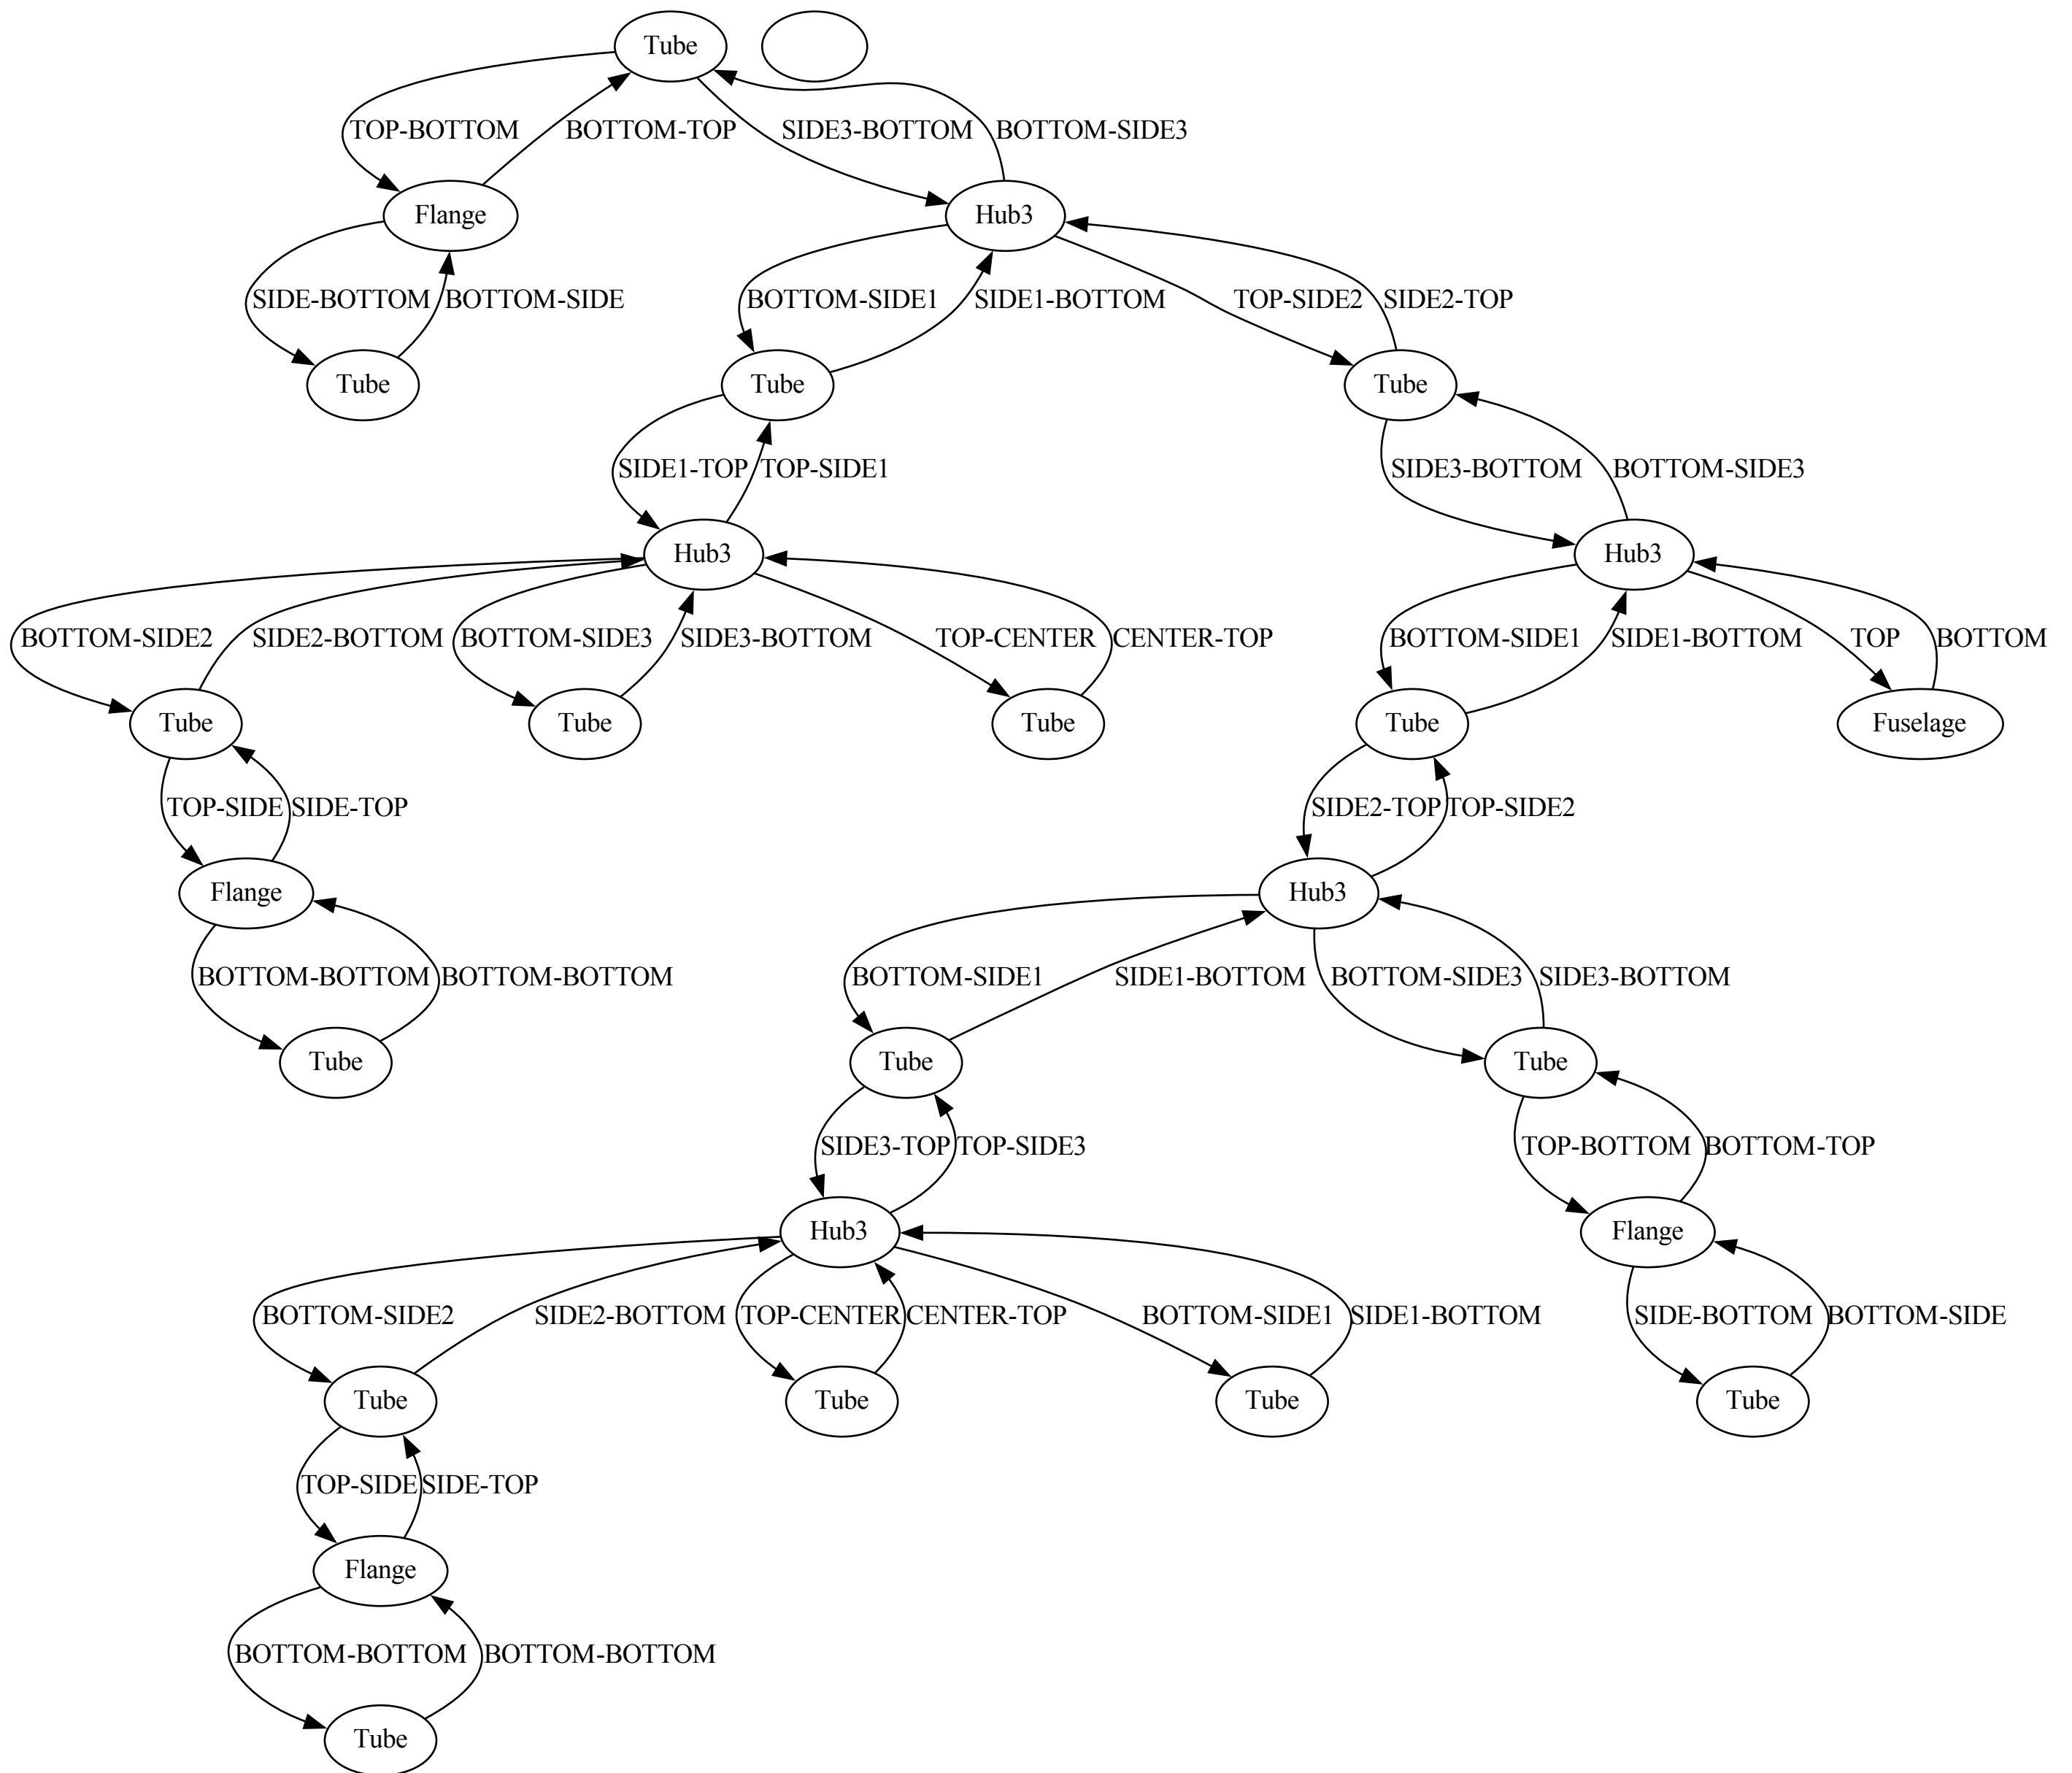 Tube
TOP-BOTTOM
BOTTOM-TOP
SIDE3-BOTTOM
BOTTOM-SIDE3
Flange
Hub3
SIDE-BOTTOM
BOTTOM-SIDE
BOTTOM-SIDE1
SIDE1-BOTTOM
TOP-SIDE2
SIDE2-TOP
Tube
Tube
Tube
SIDE1-TOP
TOP-SIDE1
SIDE3-BOTTOM
BOTTOM-SIDE3
Hub3
Hub3
BOTTOM-SIDE2
SIDE2-BOTTOM
BOTTOM-SIDE3
SIDE3-BOTTOM
TOP-CENTER
CENTER-TOP
BOTTOM-SIDE1
SIDE1-BOTTOM
TOP
BOTTOM
Tube
Tube
Tube
Tube
Fuselage
TOP-SIDE
SIDE-TOP
SIDE2-TOP
TOP-SIDE2
Flange
Hub3
BOTTOM-BOTTOM
BOTTOM-BOTTOM
BOTTOM-SIDE1
SIDE1-BOTTOM
BOTTOM-SIDE3
SIDE3-BOTTOM
Tube
Tube
Tube
SIDE3-TOP
TOP-SIDE3
TOP-BOTTOM
BOTTOM-TOP
Hub3
Flange
BOTTOM-SIDE2
SIDE2-BOTTOM
TOP-CENTER
CENTER-TOP
BOTTOM-SIDE1
SIDE1-BOTTOM
SIDE-BOTTOM
BOTTOM-SIDE
Tube
Tube
Tube
Tube
TOP-SIDE
SIDE-TOP
Flange
BOTTOM-BOTTOM
BOTTOM-BOTTOM
Tube